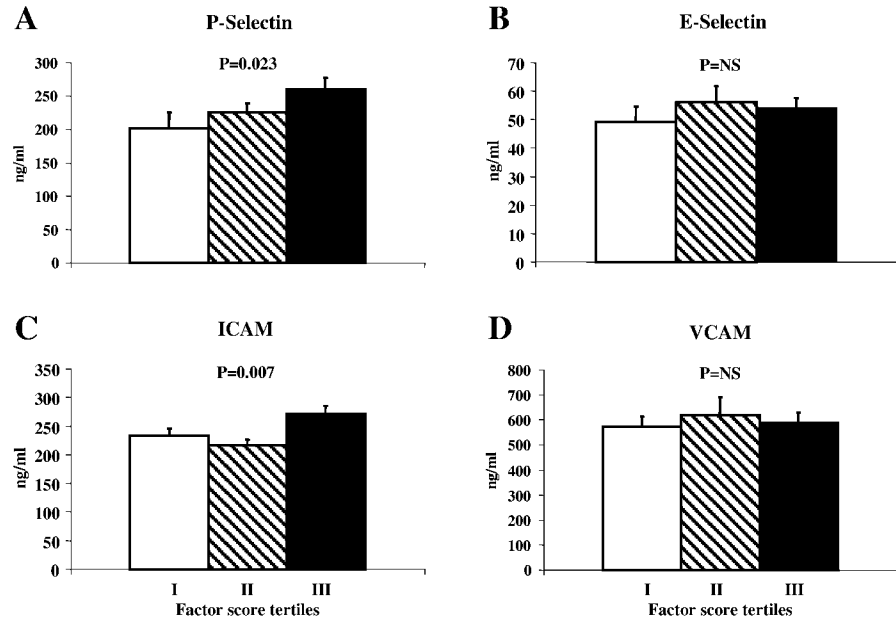 A
P-Selectin
P=0.023
300
250
200
150
100
50
0
ng/ml
B
E-Selectin
P=NS
70
60
50
40
30
20
10
0
ng/ml
C
ICAM
P=0.007
350
300
250
200
150
100
50
0
ng/ml
I II III
Factor score tertiles
D
VCAM
P=NS
800
700
600
500
400
300
200
100
0
ng/ml
I II III
Factor score tertiles